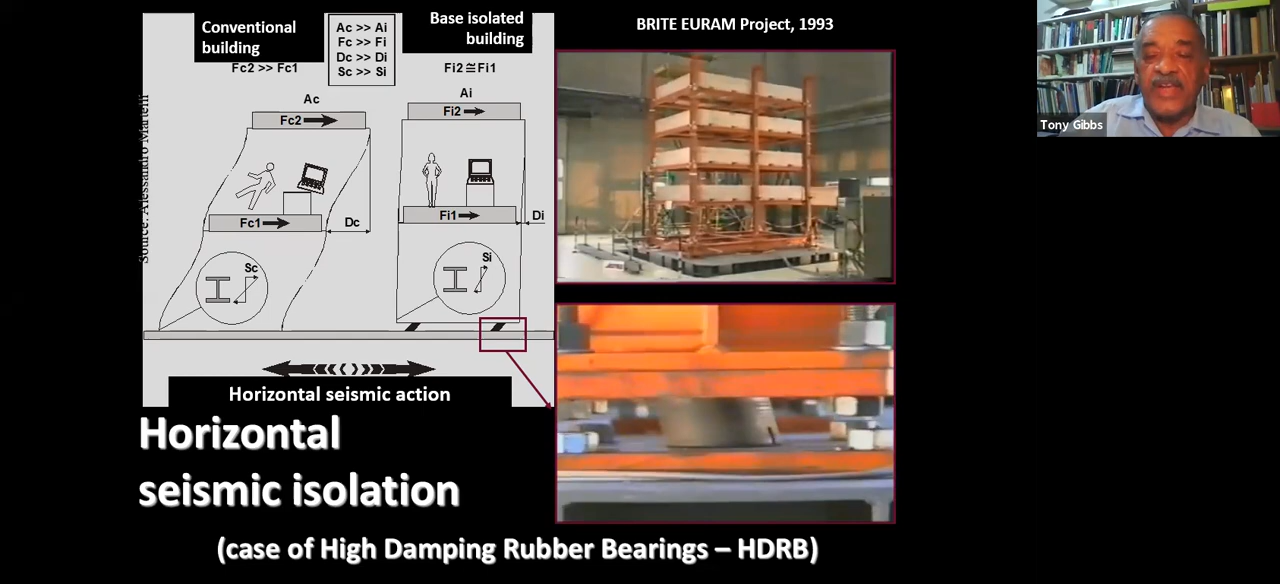 Conventional
building
Ac >> Ai
Fc >> Fi
Dc >> Di
Sc >> Si
Base isolated
building
Fc2 >> Fc1
Fi2≅Fi1
Ac
Ai
Fc2
Fi2
Fc1
Dc
Fi1
Di
Sc
Si
Source: Alessandro Martelli
Horizontal seismic action
Horizontal
seismic isolation
(case of High Damping Rubber Bearings – HDRB)
BRITE EURAM Project, 1993
Tony Gibbs